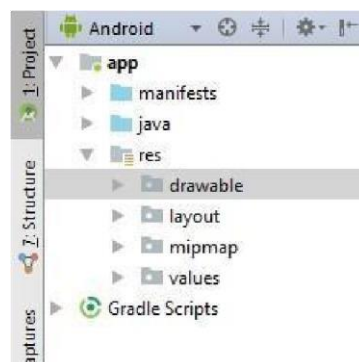 Android
1: Project
app
manifests
java
res
drawable
layout
mipmap
values
Gradle Scripts
7: Structure
aptures